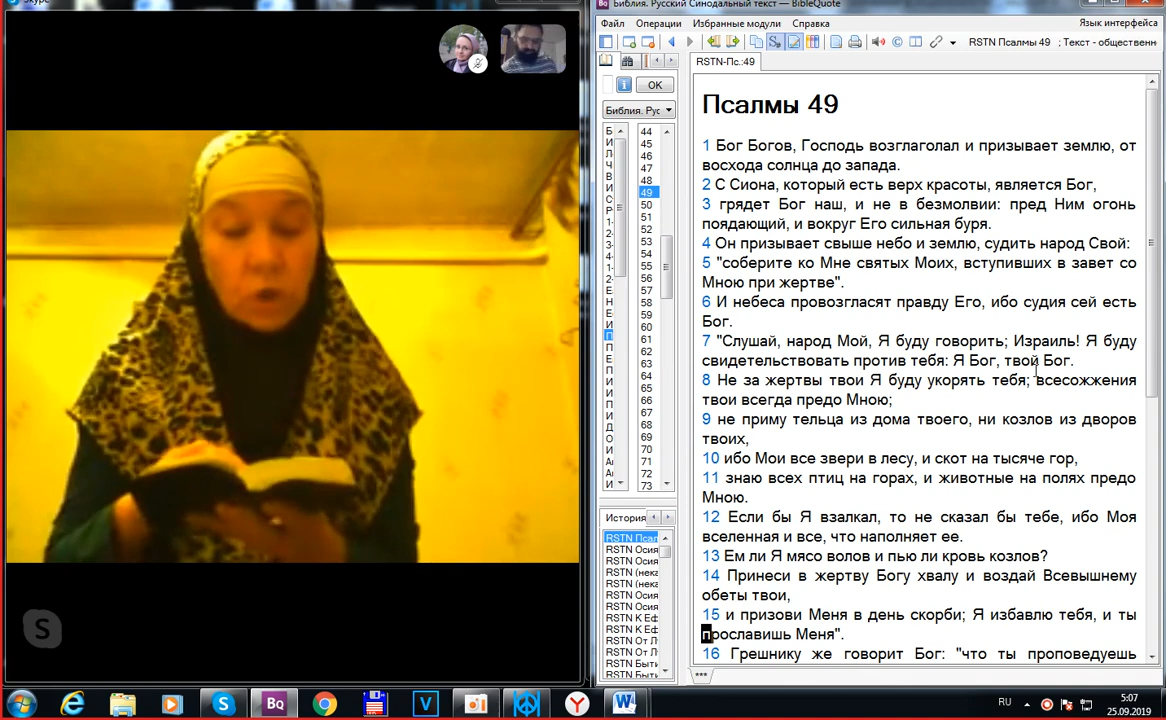 Skype
Библия. Русский Синодальный текст — BibleQuote
Файл Операции Избранные модули Справка Язык интерфейса
RSTN Псалмы 49 ; Текст - общественн
RSTN-Пс.:49
OK
Библия. Рус
44
45
46
47
48
49
50
51
52
53
54
55
56
57
58
59
60
61
62
63
64
65
66
67
68
69
70
71
72
73
История
RSTN Псал
RSTN Осия
RSTN Осия
RSTN (нека
RSTN (нека
RSTN Осия
RSTN Осия
RSTN К Еф
RSTN К Еф
RSTN От Л
RSTN От Л
RSTN Осия
RSTN Быти
Псалмы 49
1 Бог Богов, Господь возглаголал и призывает землю, от
восхода солнца до запада.
2 С Сиона, который есть верх красоты, является Бог,
3 грядет Бог наш, и не в безмолвии: пред Ним огонь
поядающий, и вокруг Его сильная буря.
4 Он призывает свыше небо и землю, судить народ Свой:
5 "соберите ко Мне святых Моих, вступивших в завет со
Мною при жертве".
6 И небеса провозгласят правду Его, ибо судия сей есть
Бог.
7 "Слушай, народ Мой, Я буду говорить; Израиль! Я буду
свидетельствовать против тебя: Я Бог, твой Бог.
8 Не за жертвы твои Я буду укорять тебя; всесожжения
твои всегда предо Мною;
9 не приму тельца из дома твоего, ни козлов из дворов
твоих,
10 ибо Мои все звери в лесу, и скот на тысяче гор,
11 знаю всех птиц на горах, и животные на полях предо
Мною.
12 Если бы Я взалкал, то не сказал бы тебе, ибо Моя
вселенная и все, что наполняет ее.
13 Ем ли Я мясо волов и пью ли кровь козлов?
14 Принеси в жертву Богу хвалу и воздай Всевышнему
обеты твои,
15 и призови Меня в день скорби; Я избавлю тебя, и ты
прославишь Меня".
16 Грешнику же говорит Бог: "что ты проповедуешь
***
RU
5:07
25.09.2019